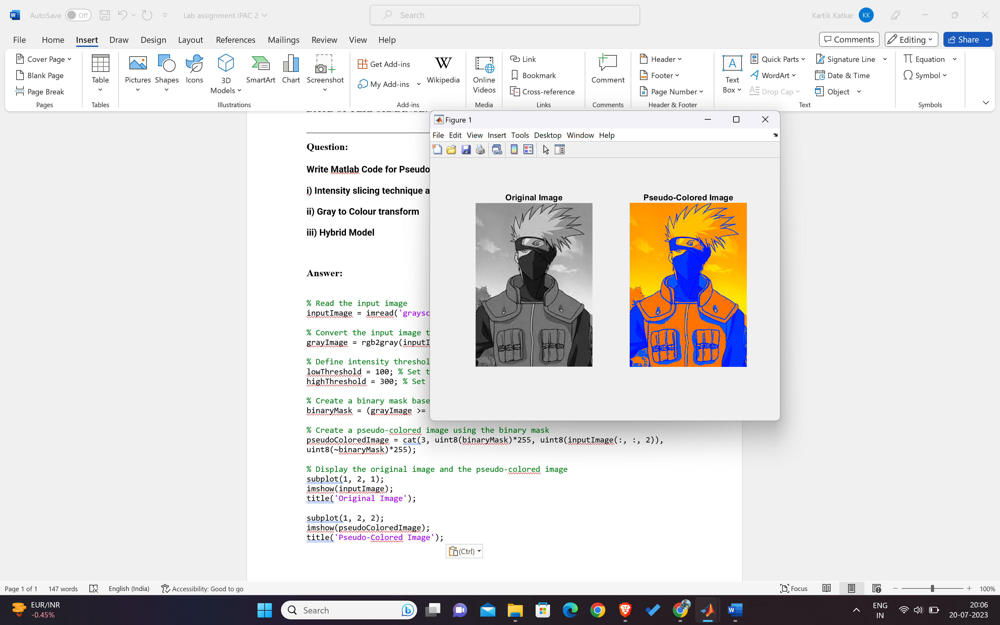 AutoSave Off Lab assignment IPAC 2 Search Kartik Katkar KK
File Home Insert Draw Design Layout References Mailings Review View Help Comments Editing Share
Cover Page
Blank Page
Page Break
Pages
Table
Tables
Pictures Shapes Icons 3D Models SmartArt Chart Screenshot
Illustrations
Get Add-ins
My Add-ins
Wikipedia
Add-ins
Online
Videos
Media
Link
Bookmark
Cross-reference
Links
Comment
Comments
Header
Footer
Page Number
Header & Footer
Text
Box
Quick Parts
WordArt
Drop Cap
Signature Line
Date & Time
Object
Text
Equation
Symbol
Symbols
Question:
Write Matlab Code for Pseudo
i) Intensity slicing technique a
ii) Gray to Colour transform
iii) Hybrid Model
Answer:
% Read the input image
inputImage = imread('graysc
% Convert the input image t
grayImage = rgb2gray(inputI
% Define intensity threshol
lowThreshold = 100; % Set t
highThreshold = 300; % Set
% Create a binary mask base
binaryMask = (grayImage >=
% Create a pseudo-colored image using the binary mask
pseudoColoredImage = cat(3, uint8(binaryMask)*255, uint8(inputImage(:, :, 2)),
uint8(~binaryMask)*255);
% Display the original image and the pseudo-colored image
subplot(1, 2, 1);
imshow(inputImage);
title('Original Image');
subplot(1, 2, 2);
imshow(pseudoColoredImage);
title('Pseudo-Colored Image');
(Ctrl)
Figure 1
File Edit View Insert Tools Desktop Window Help
Original Image Pseudo-Colored Image
Page 1 of 1 147 words English (India) Accessibility: Good to go Focus 100%
EUR/INR
-0.45%
Search
ENG
IN
20:06
20-07-2023